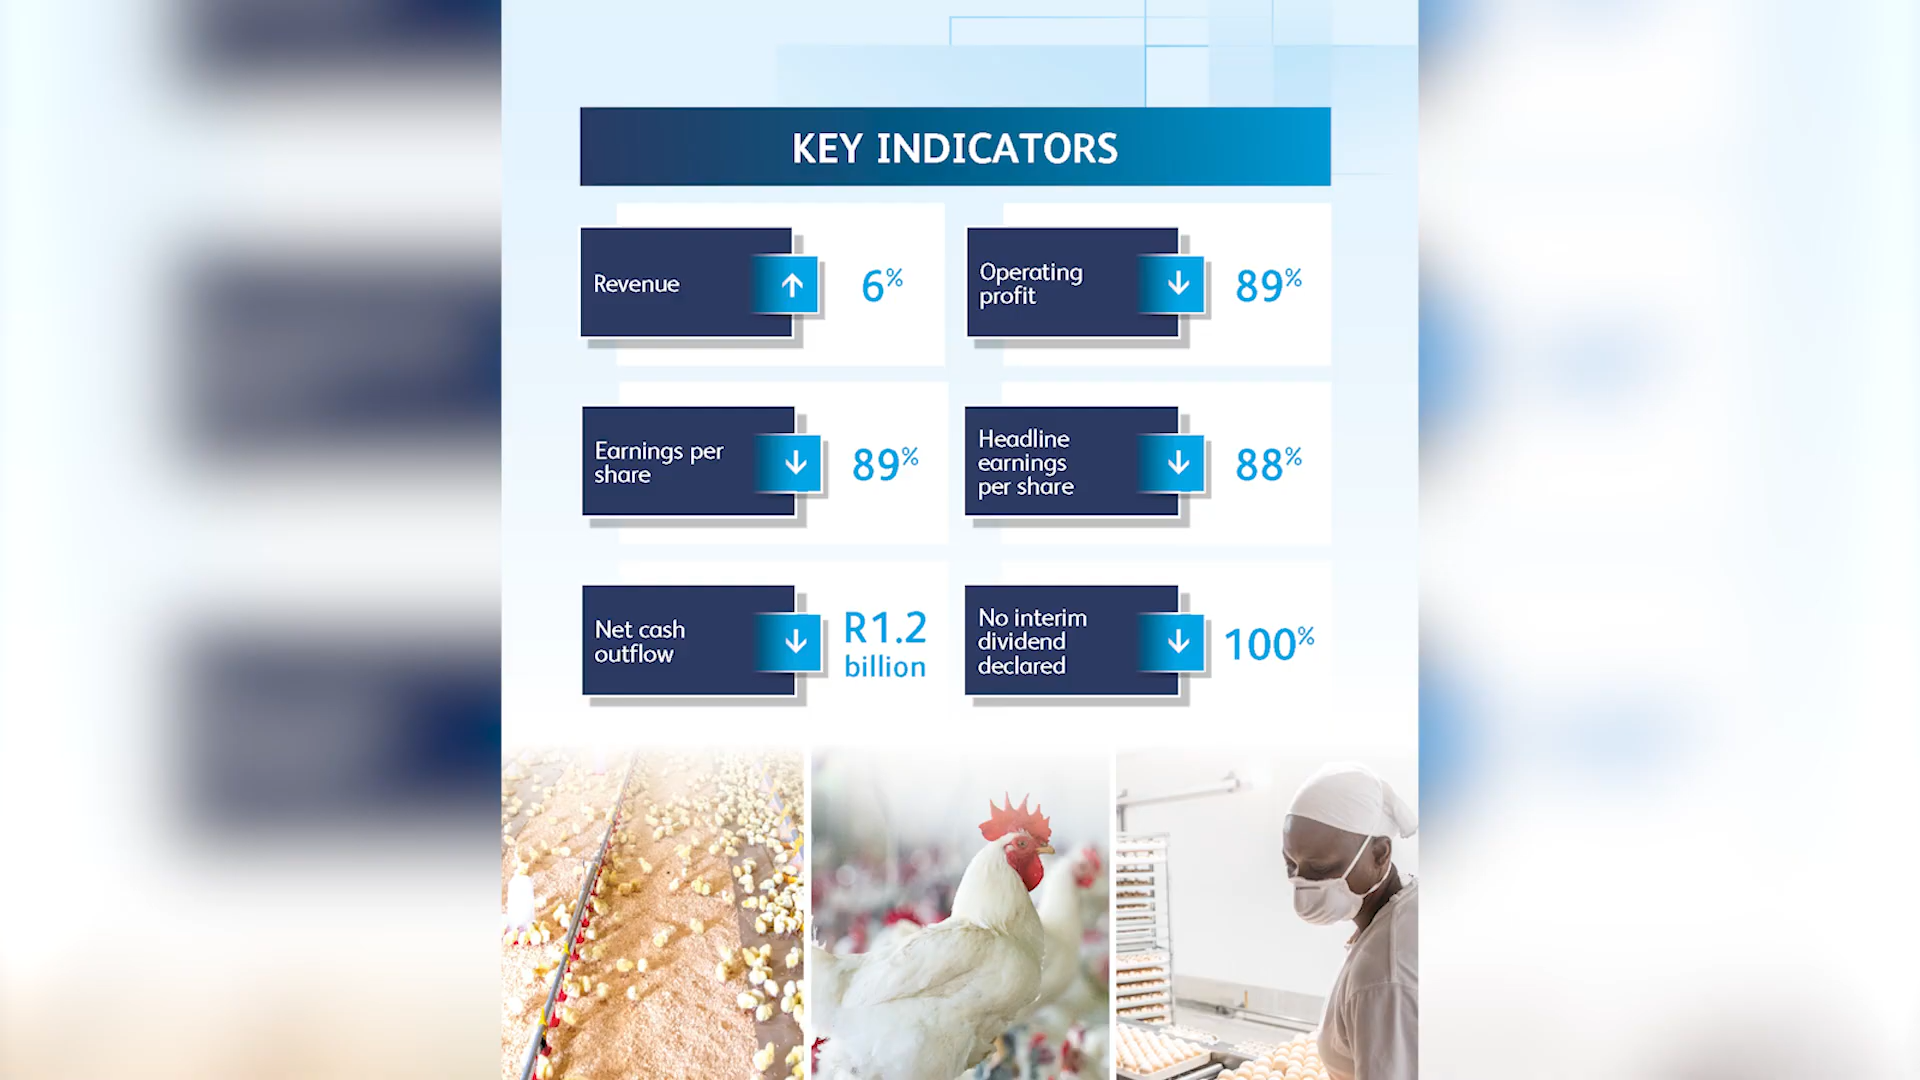 KEY INDICATORS
Revenue
6%
Operating
profit
89%
Earnings per
share
89%
Headline
earnings
per share
88%
Net cash
outflow
R1.2
billion
No interim
dividend
declared
100%